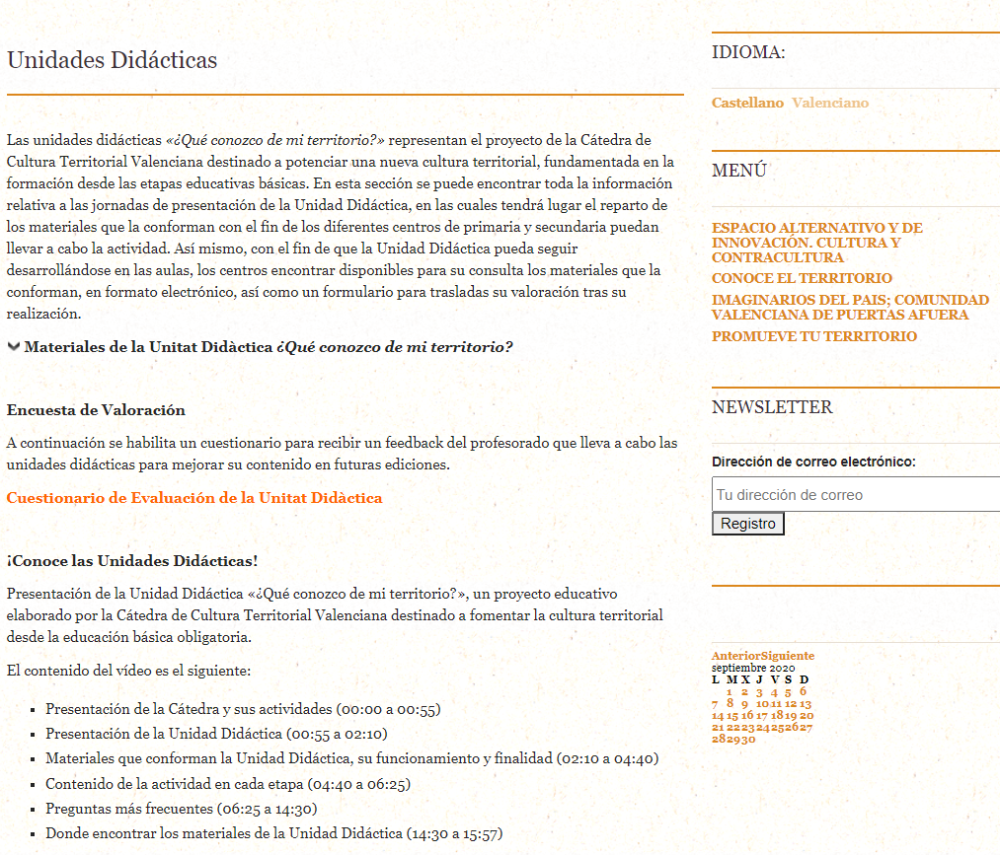 Unidades Didácticas
Las unidades didácticas «¿Qué conozco de mi territorio?» representan el proyecto de la Cátedra de
Cultura Territorial Valenciana destinado a potenciar una nueva cultura territorial, fundamentada en la
formación desde las etapas educativas básicas. En esta sección se puede encontrar toda la información
relativa a las jornadas de presentación de la Unidad Didáctica, en las cuales tendrá lugar el reparto de
los materiales que la conforman con el fin de los diferentes centros de primaria y secundaria puedan
llevar a cabo la actividad. Así mismo, con el fin de que la Unidad Didáctica pueda seguir
desarrollándose en las aulas, los centros encontrar disponibles para su consulta los materiales que la
conforman, en formato electrónico, así como un formulario para trasladas su valoración tras su
realización.
Materiales de la Unitat Didàctica ¿Qué conozco de mi territorio?
Encuesta de Valoración
A continuación se habilita un cuestionario para recibir un feedback del profesorado que lleva a cabo las
unidades didácticas para mejorar su contenido en futuras ediciones.
Cuestionario de Evaluación de la Unitat Didàctica
¡Conoce las Unidades Didácticas!
Presentación de la Unidad Didáctica «¿Qué conozco de mi territorio?», un proyecto educativo
elaborado por la Cátedra de Cultura Territorial Valenciana destinado a fomentar la cultura territorial
desde la educación básica obligatoria.
El contenido del vídeo es el siguiente:
▪ Presentación de la Cátedra y sus actividades (00:00 a 00:55)
▪ Presentación de la Unidad Didáctica (00:55 a 02:10)
▪ Materiales que conforman la Unidad Didáctica, su funcionamiento y finalidad (02:10 a 04:40)
▪ Contenido de la actividad en cada etapa (04:40 a 06:25)
▪ Preguntas más frecuentes (06:25 a 14:30)
▪ Donde encontrar los materiales de la Unidad Didáctica (14:30 a 15:57)
IDIOMA:
Castellano Valenciano
MENÚ
ESPACIO ALTERNATIVO Y DE
INNOVACIÓN. CULTURA Y
CONTRACULTURA
CONOCE EL TERRITORIO
IMAGINARIOS DEL PAIS; COMUNIDAD
VALENCIANA DE PUERTAS AFUERA
PROMUEVE TU TERRITORIO
NEWSLETTER
Dirección de correo electrónico:
Tu dirección de correo
Registro
AnteriorSiguiente
septiembre 2020
L M X J V S D
1 2 3 4 5 6
7 8 9 10 11 12 13
14 15 16 17 18 19 20
21 22 23 24 25 26 27
28 29 30